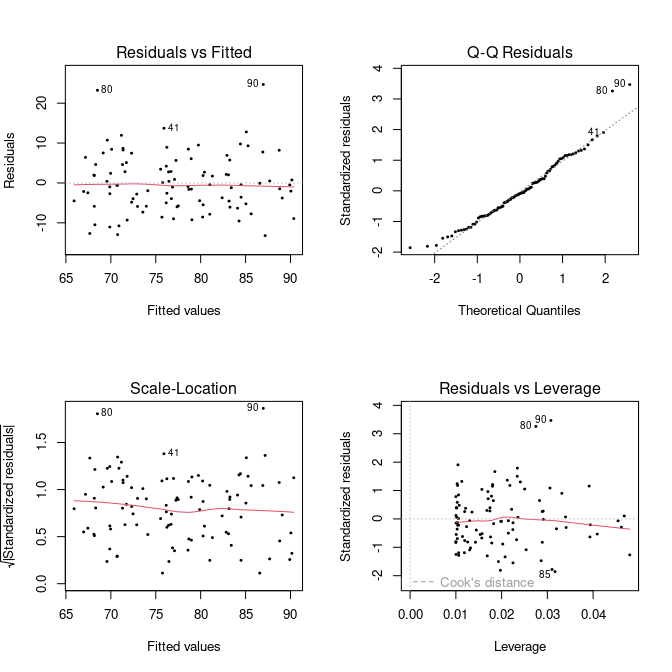 Residuals vs Fitted
Residuals
20
10
0
-10
80
90
41
65 70 75 80 85 90
Fitted values
Q-Q Residuals
Standardized residuals
4
3
2
1
0
-1
-2
90
80
41
-2 -1 0 1 2
Theoretical Quantiles
Scale-Location
√|Standardized residuals|
1.5
1.0
0.5
0.0
80
90
41
65 70 75 80 85 90
Fitted values
Residuals vs Leverage
Standardized residuals
4
3
2
1
0
-1
-2
90
80
85
Cook's distance
0.00 0.01 0.02 0.03 0.04
Leverage